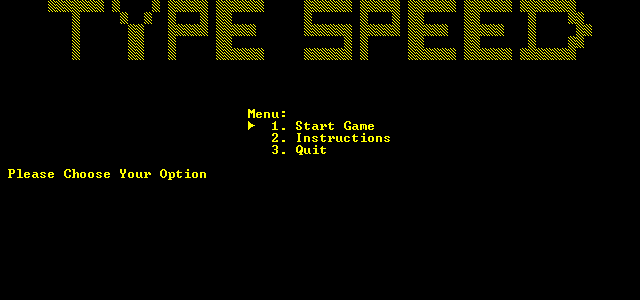 TYPE SPEED
Menu:
1. Start Game
2. Instructions
3. Quit
Please Choose Your Option